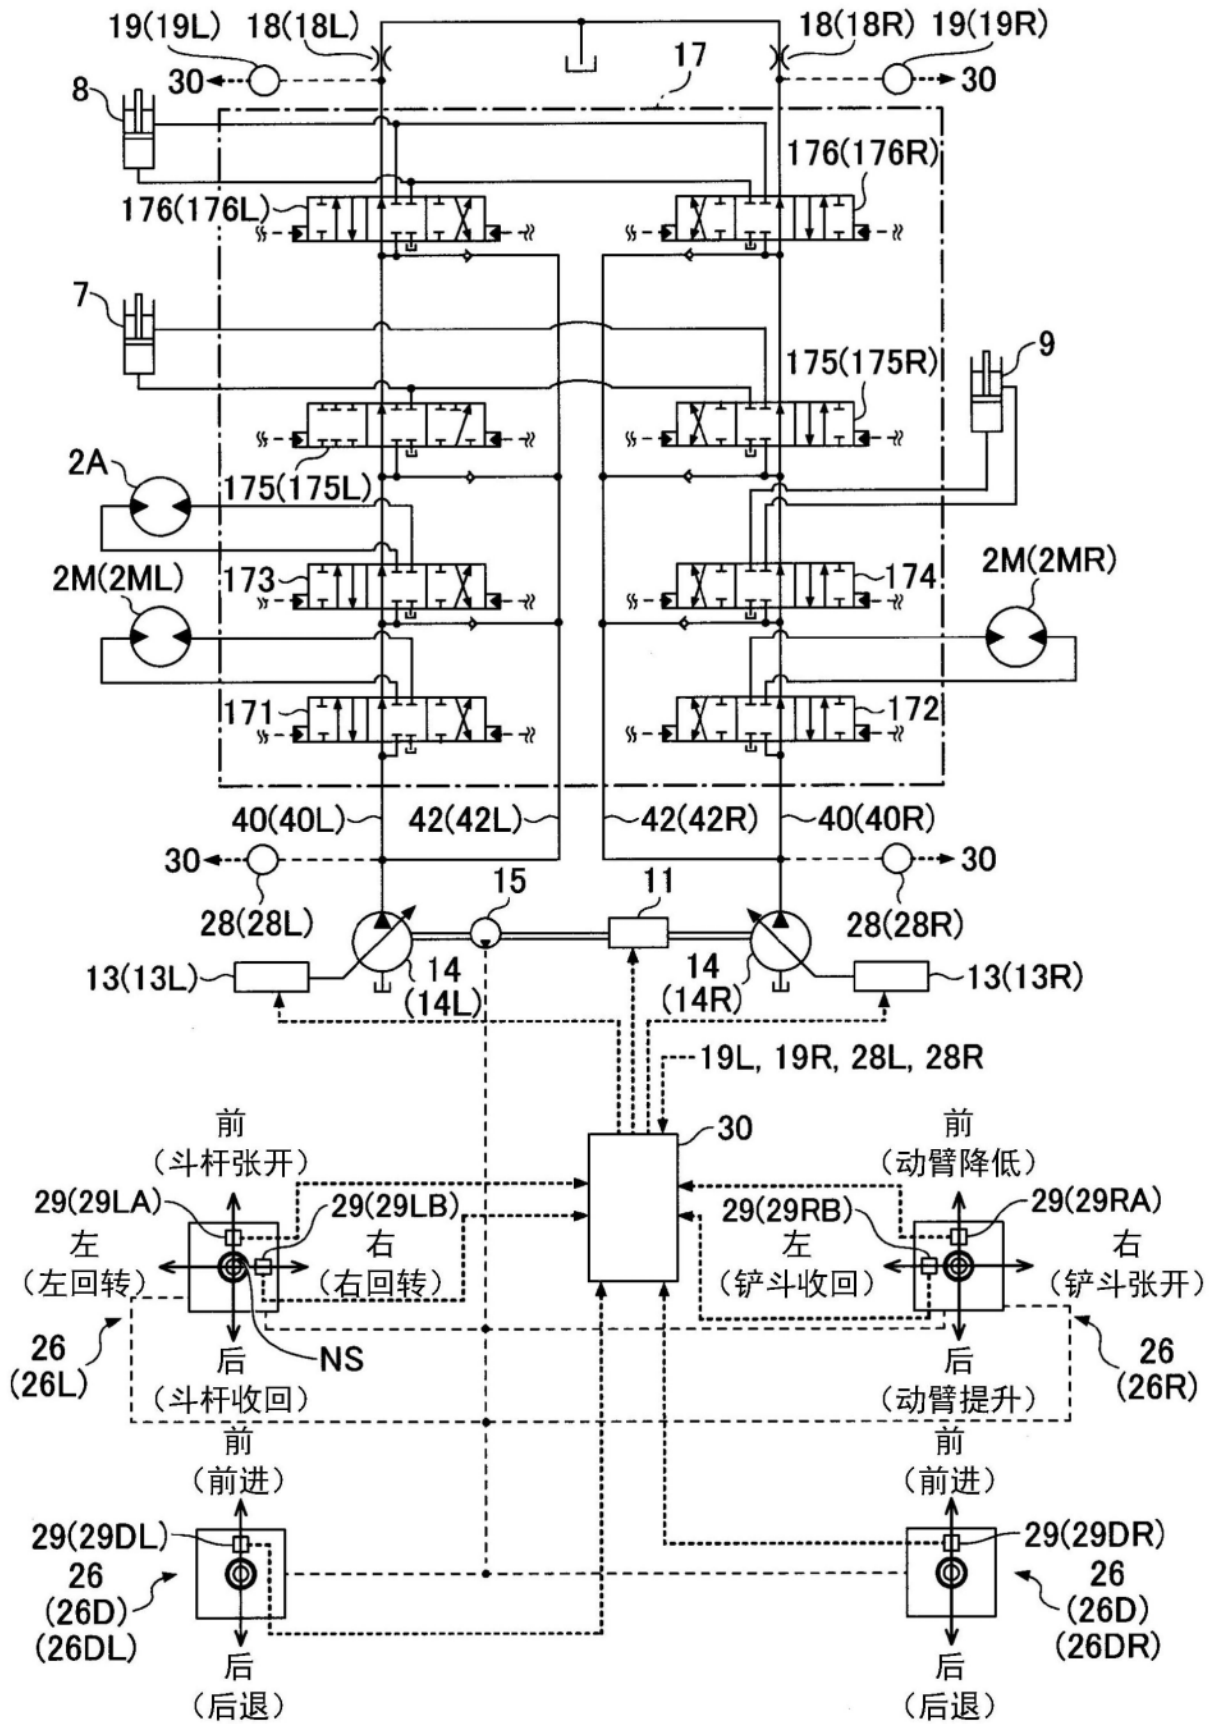 19(19L) 18(18L) 18(18R) 19(19R)
30 17 30
8
176(176R)
176(176L)
7
9
175(175R)
2A
175(175L)
2M(2ML) 173 174 2M(2MR)
171 172
40(40L) 42(42L) 42(42R) 40(40R)
30 30
15 11
28(28L) 28(28R)
13(13L) 14 14 13(13R)
(14L) (14R)
19L, 19R, 28L, 28R
30
前 前
(斗杆张开) (动臂降低)
29(29LA) 29(29LB) 29(29RB) 29(29RA)
左 右 左 右
(左回转) (右回转) (铲斗收回) (铲斗张开)
26 后 NS 后 26
(26L) (斗杆收回) (动臂提升) (26R)
前 前
(前进) (前进)
29(29DL) 29(29DR)
26 26
(26D) (26D)
(26DL) (26DR)
后 后
(后退) (后退)